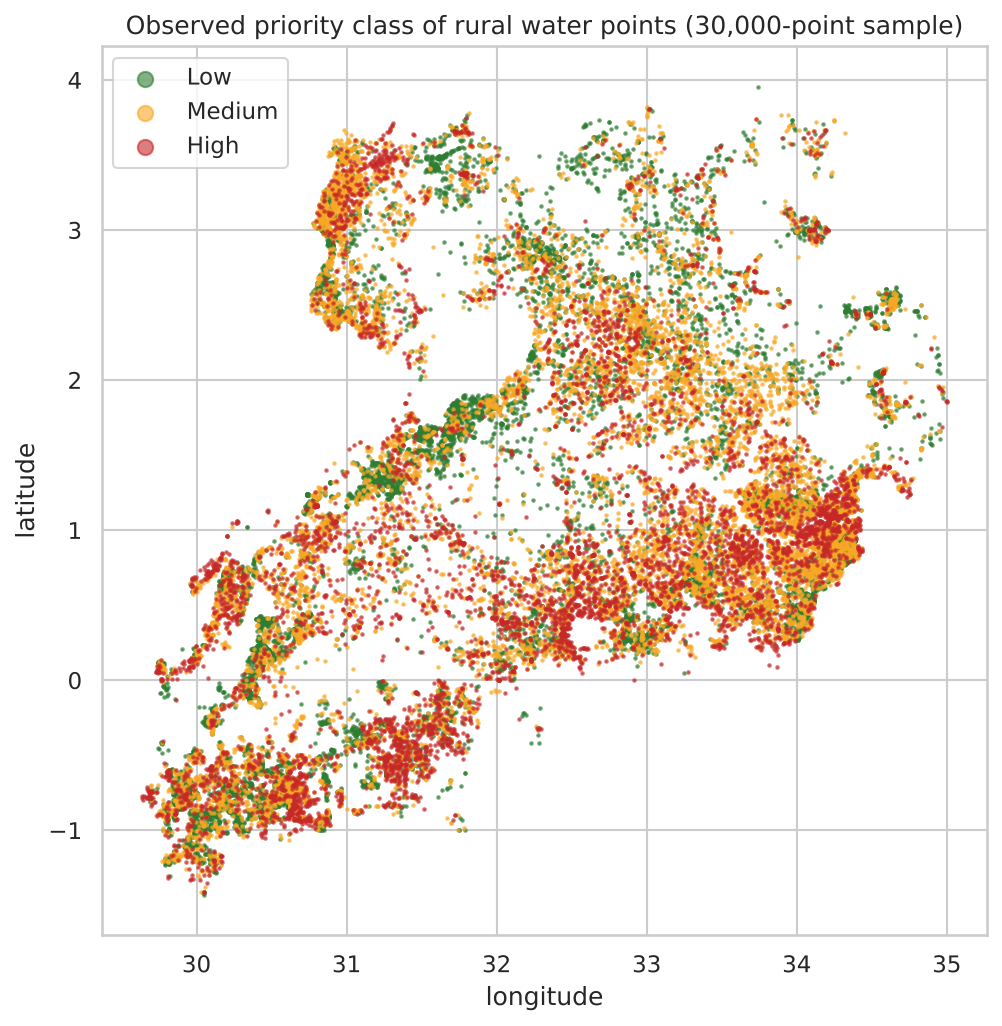 Observed priority class of rural water points (30,000-point sample)
Low
Medium
High
4
3
2
1
0
−1
latitude
30 31 32 33 34 35
longitude